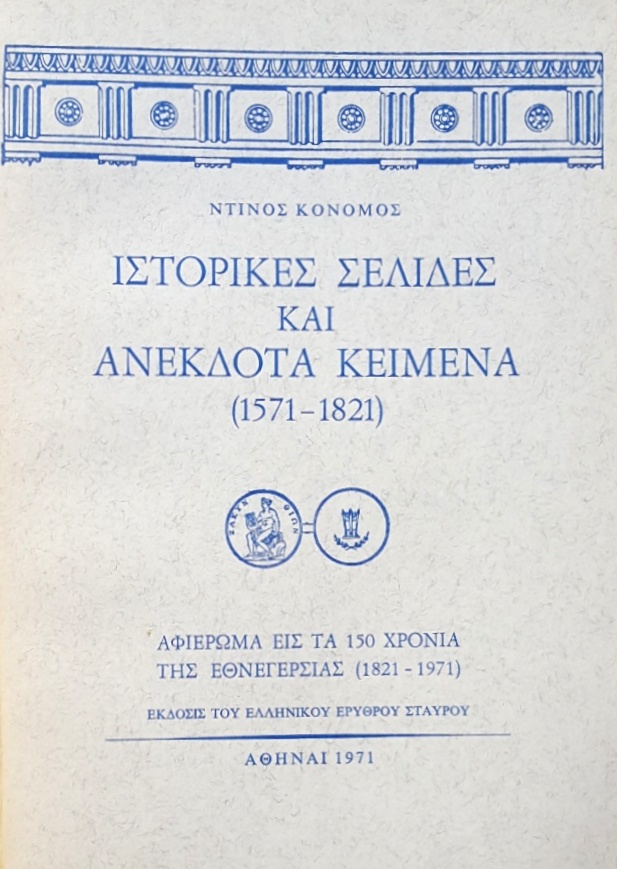 ΝΤΙΝΟΣ ΚΟΝΟΜΟΣ
ΙΣΤΟΡΙΚΕΣ ΣΕΛΙΔΕΣ
ΚΑΙ
ΑΝΕΚΔΟΤΑ ΚΕΙΜΕΝΑ
(1571–1821)
ΑΦΙΕΡΩΜΑ ΕΙΣ ΤΑ 150 ΧΡΟΝΙΑ
ΤΗΣ ΕΘΝΕΓΕΡΣΙΑΣ (1821 - 1971)
ΕΚΔΟΣΙΣ ΤΟΥ ΕΛΛΗΝΙΚΟΥ ΕΡΥΘΡΟΥ ΣΤΑΥΡΟΥ
ΑΘΗΝΑΙ 1971